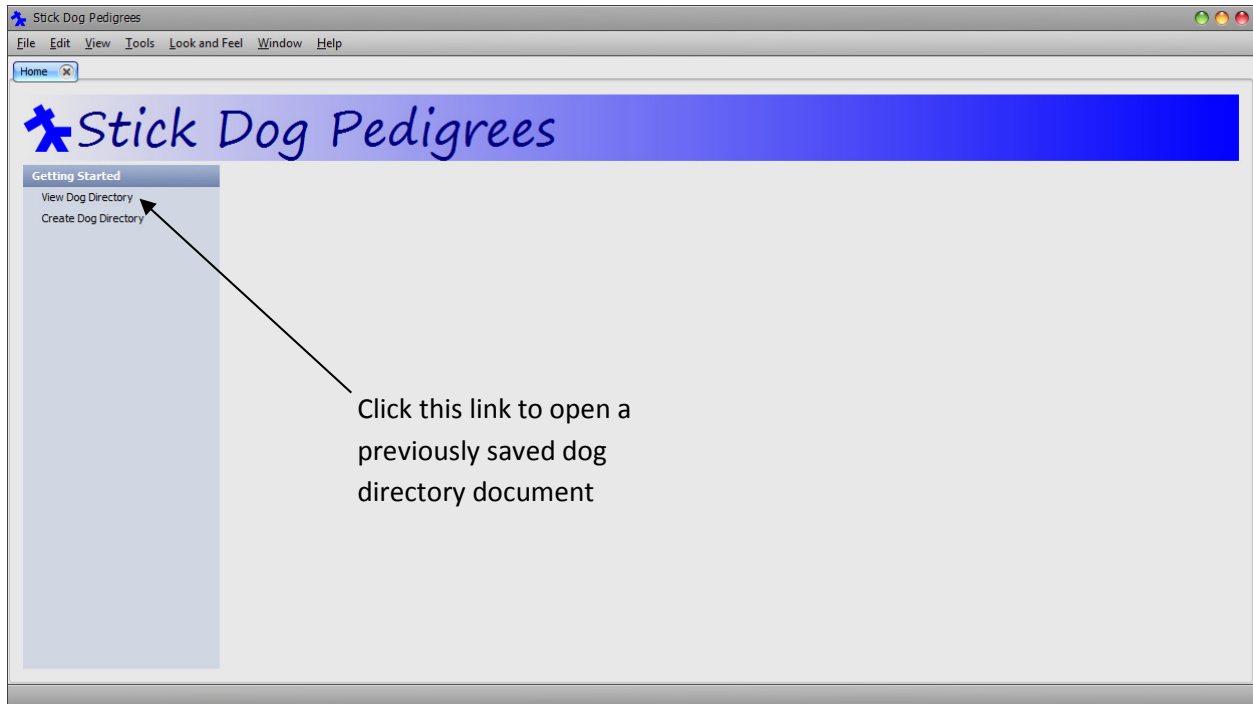 Stick Dog Pedigrees
File Edit View Tools Look and Feel Window Help
Home
Stick Dog Pedigrees
Getting Started
View Dog Directory
Create Dog Directory
Click this link to open a
previously saved dog
directory document